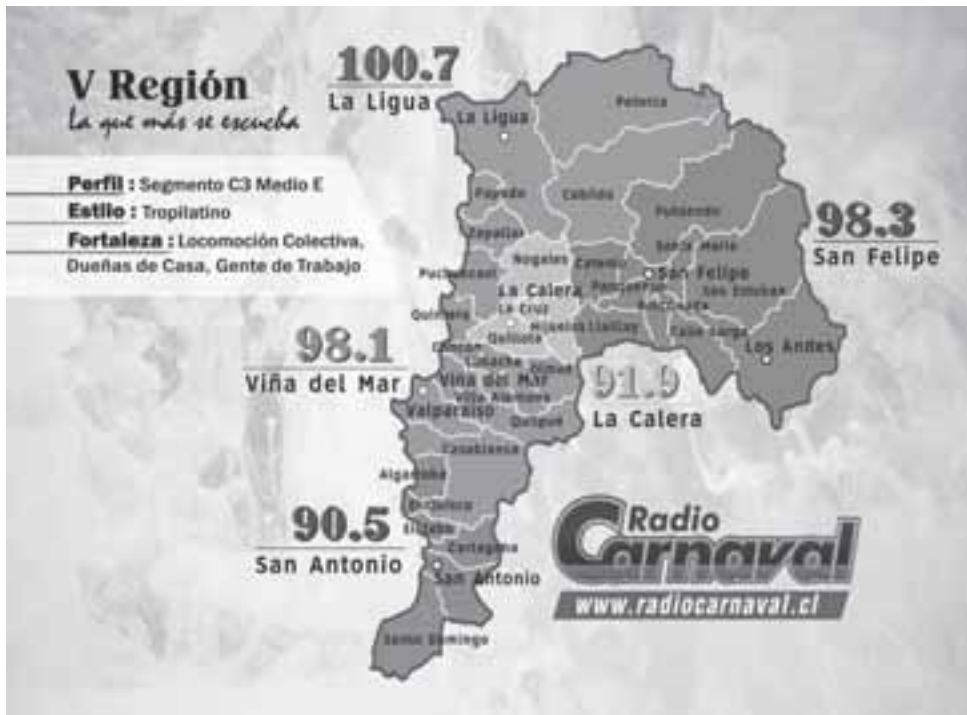 V Región
La que más se escucha
Perfil : Segmento C3 Medio E
Estilo : Tropilatino
Fortaleza : Locomoción Colectiva,
Dueñas de Casa, Gente de Trabajo
100.7
La Ligua
98.3
San Felipe
98.1
Viña del Mar
91.9
La Calera
90.5
San Antonio
La Ligua
Petorca
Papudo
Cabildo
Zapallar
Putaendo
Santa María
Nogales
Catemu
San Felipe
Puchuncaví
La Calera
Panquehue
San Esteban
Quintero
La Cruz
Hijuelas
Llaillay
Calle Larga
Los Andes
Quillota
Limache
Olmué
Viña del Mar
Villa Alemana
Valparaíso
Quilpué
Casablanca
Algarrobo
El Tabo
Cartagena
San Antonio
Santo Domingo
Radio
Carnaval
www.radiocarnaval.cl